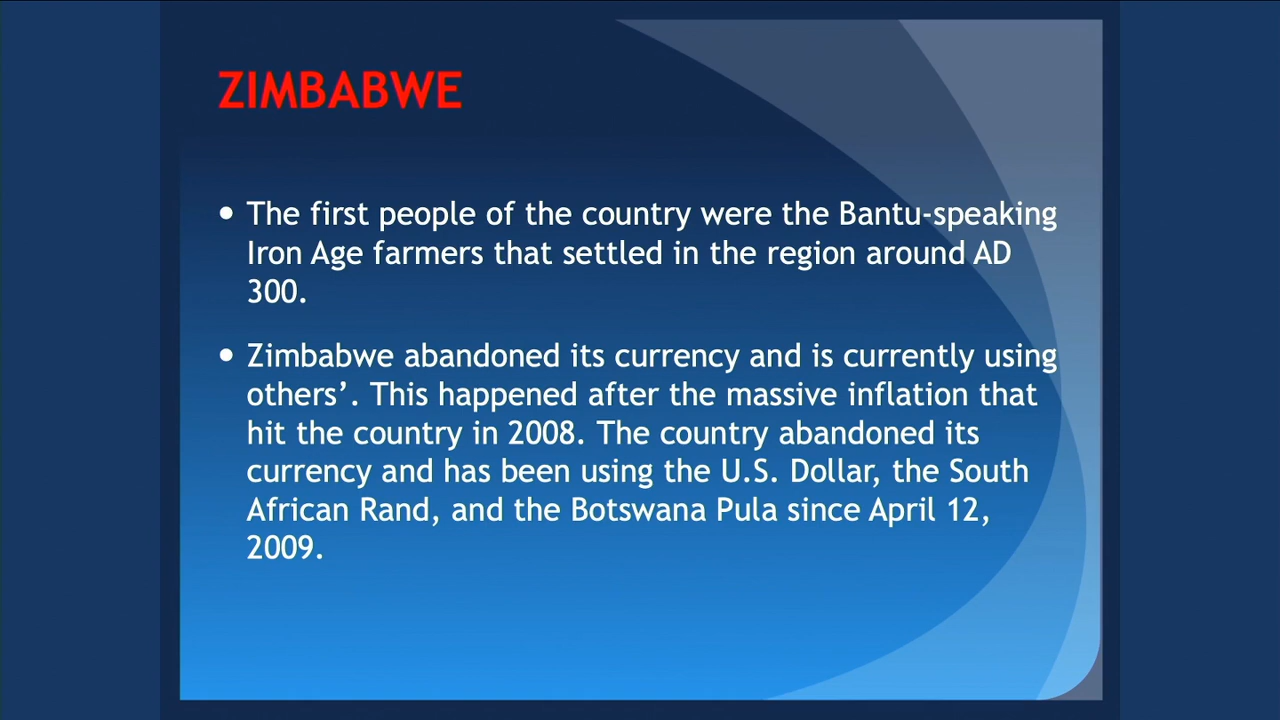 ZIMBABWE
• The first people of the country were the Bantu-speaking
Iron Age farmers that settled in the region around AD
300.
• Zimbabwe abandoned its currency and is currently using
others’. This happened after the massive inflation that
hit the country in 2008. The country abandoned its
currency and has been using the U.S. Dollar, the South
African Rand, and the Botswana Pula since April 12,
2009.